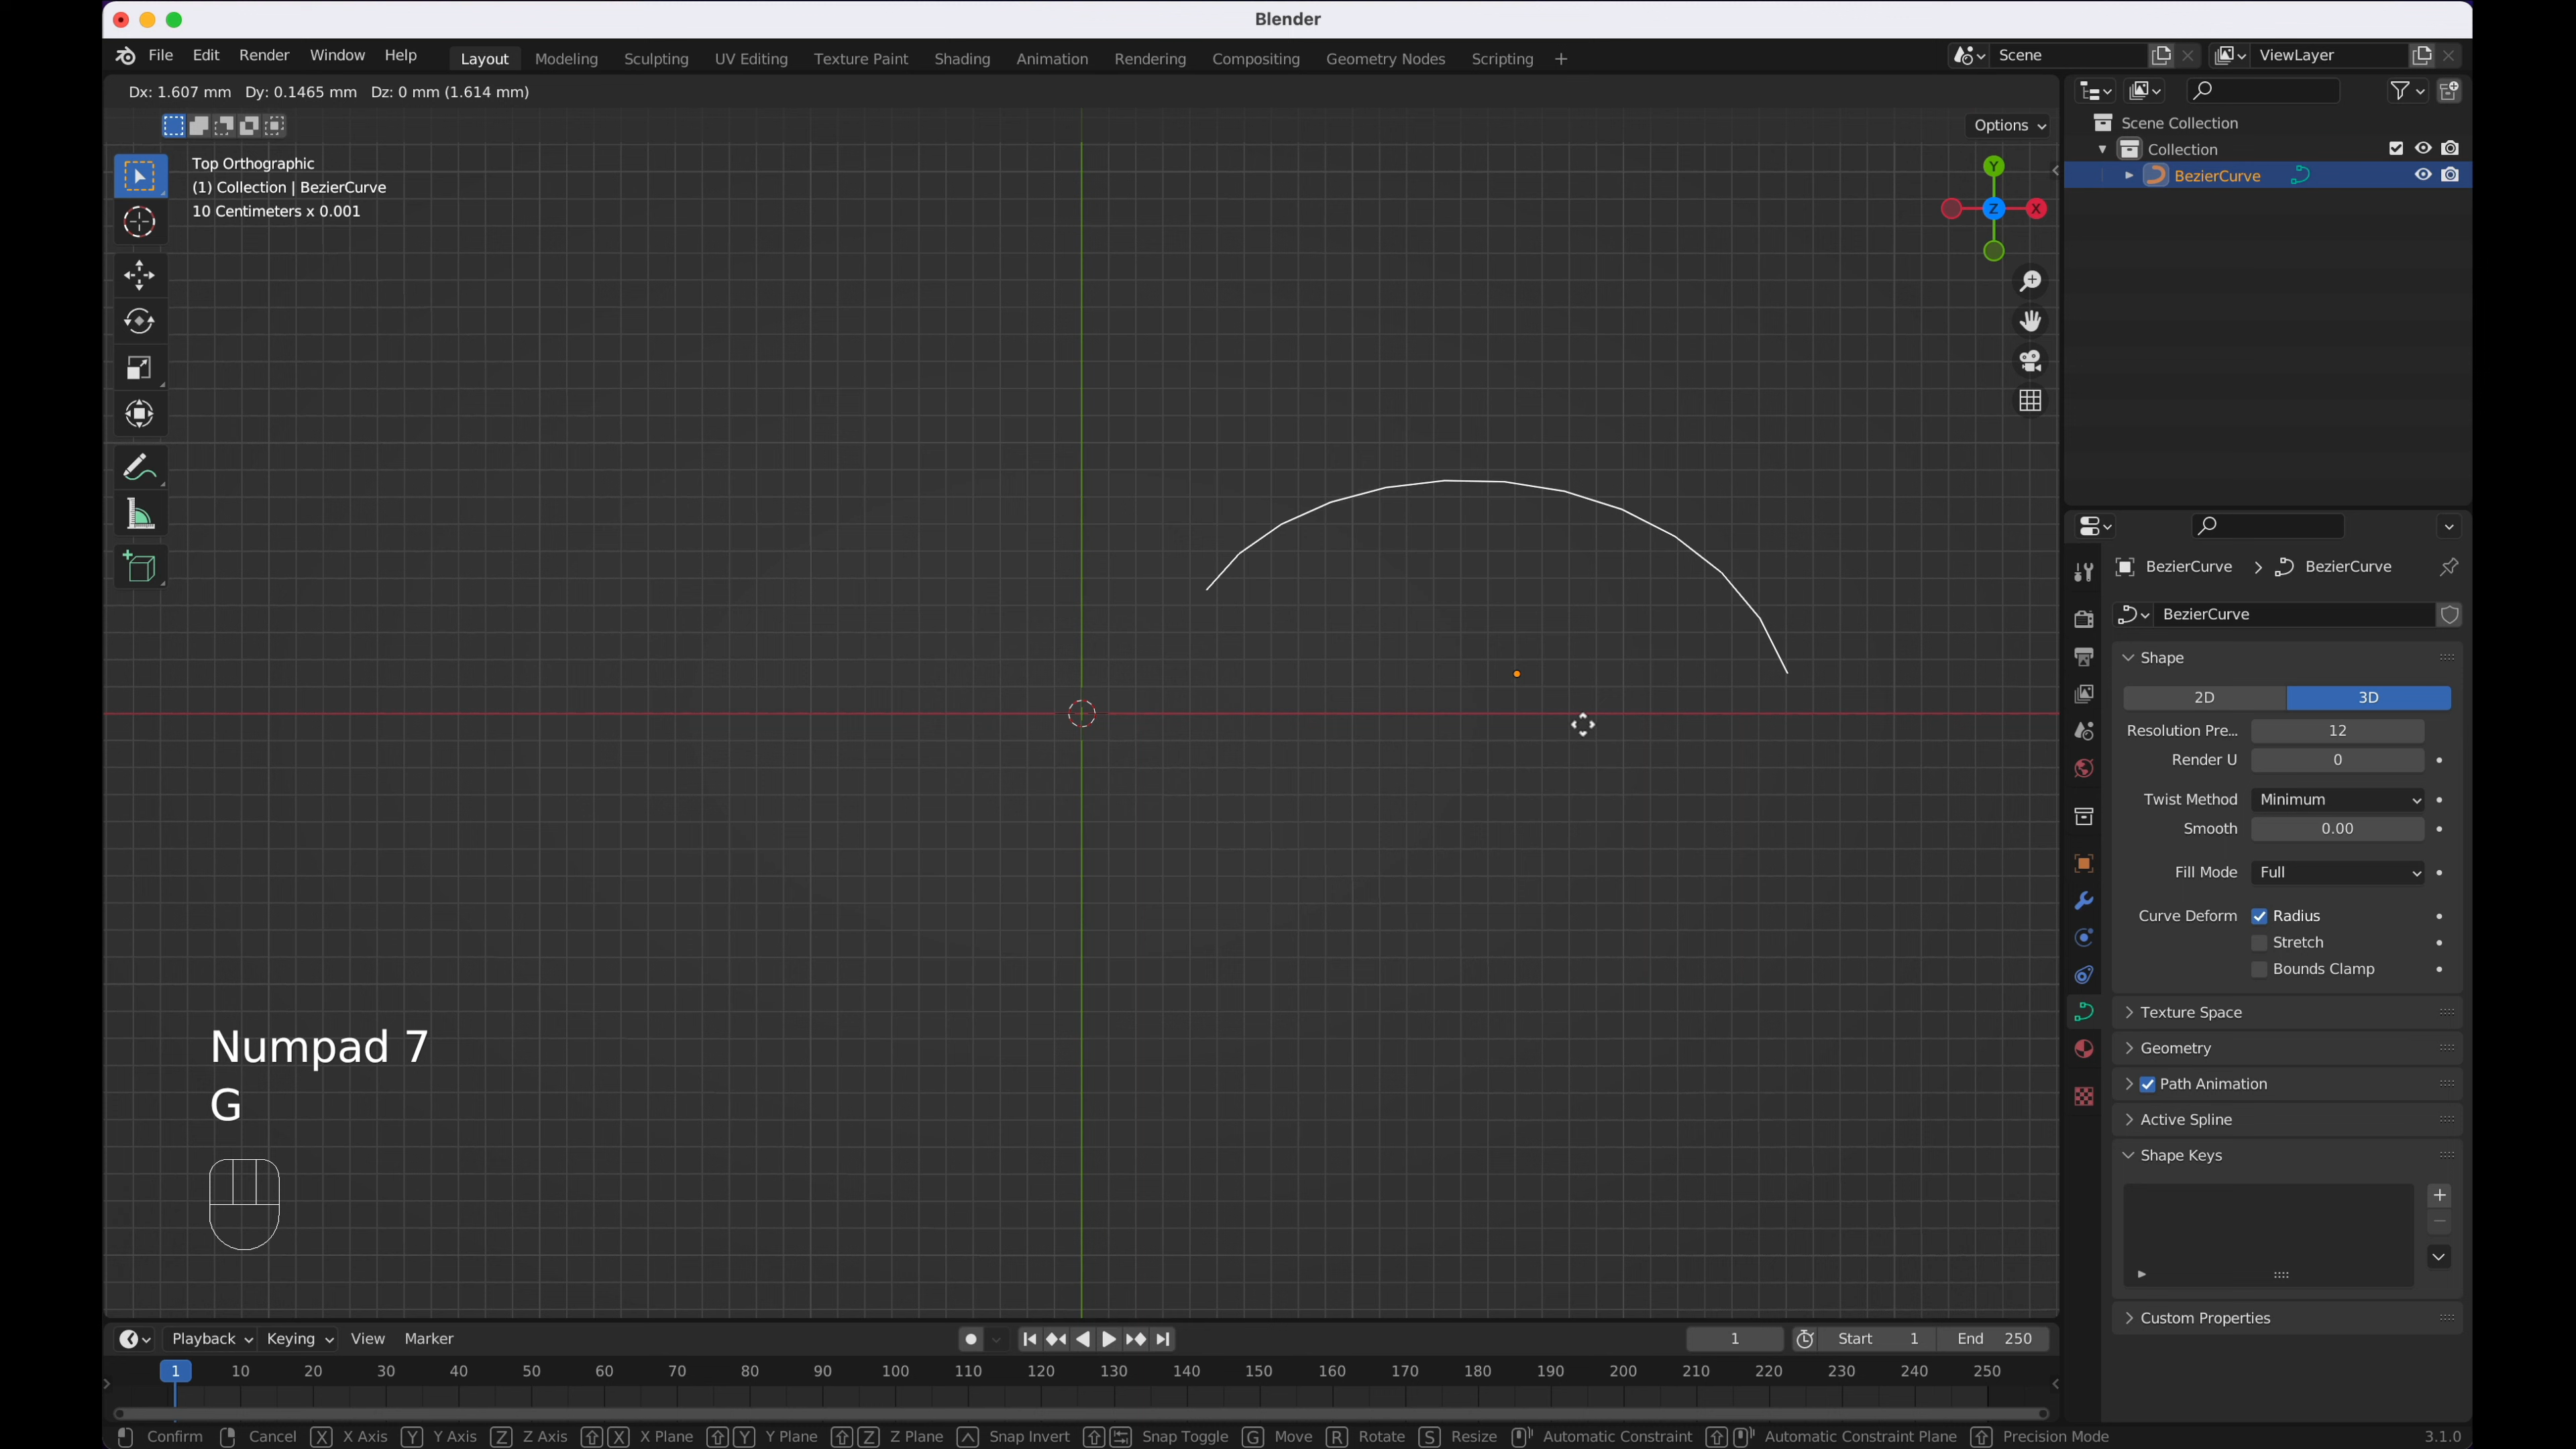 Blender
File Edit Render Window Help Layout Modeling Sculpting UV Editing Texture Paint Shading Animation Rendering Compositing Geometry Nodes Scripting + Scene ViewLayer
Dx: 1.607 mm Dy: 0.1465 mm Dz: 0 mm (1.614 mm)
Options
Top Orthographic
(1) Collection | BezierCurve
10 Centimeters x 0.001
Y
Z X
Scene Collection
Collection
BezierCurve
BezierCurve > BezierCurve
BezierCurve
Shape
2D 3D
Resolution Pre... 12
Render U 0
Twist Method Minimum
Smooth 0.00
Fill Mode Full
Curve Deform Radius
Stretch
Bounds Clamp
Texture Space
Geometry
Path Animation
Active Spline
Shape Keys
Custom Properties
Numpad 7
G
Playback Keying View Marker 1 Start 1 End 250
1 10 20 30 40 50 60 70 80 90 100 110 120 130 140 150 160 170 180 190 200 210 220 230 240 250
Confirm Cancel X X Axis Y Y Axis Z Z Axis X X Plane Y Y Plane Z Z Plane Snap Invert Snap Toggle G Move R Rotate S Resize Automatic Constraint Automatic Constraint Plane Precision Mode 3.1.0